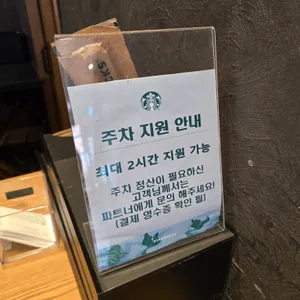 주차 지원 안내
최대 2시간 지원 가능
주차 정산이 필요하신
고객님께서는
파트너에게 문의 해주세요!
(결제 영수증 확인 필)